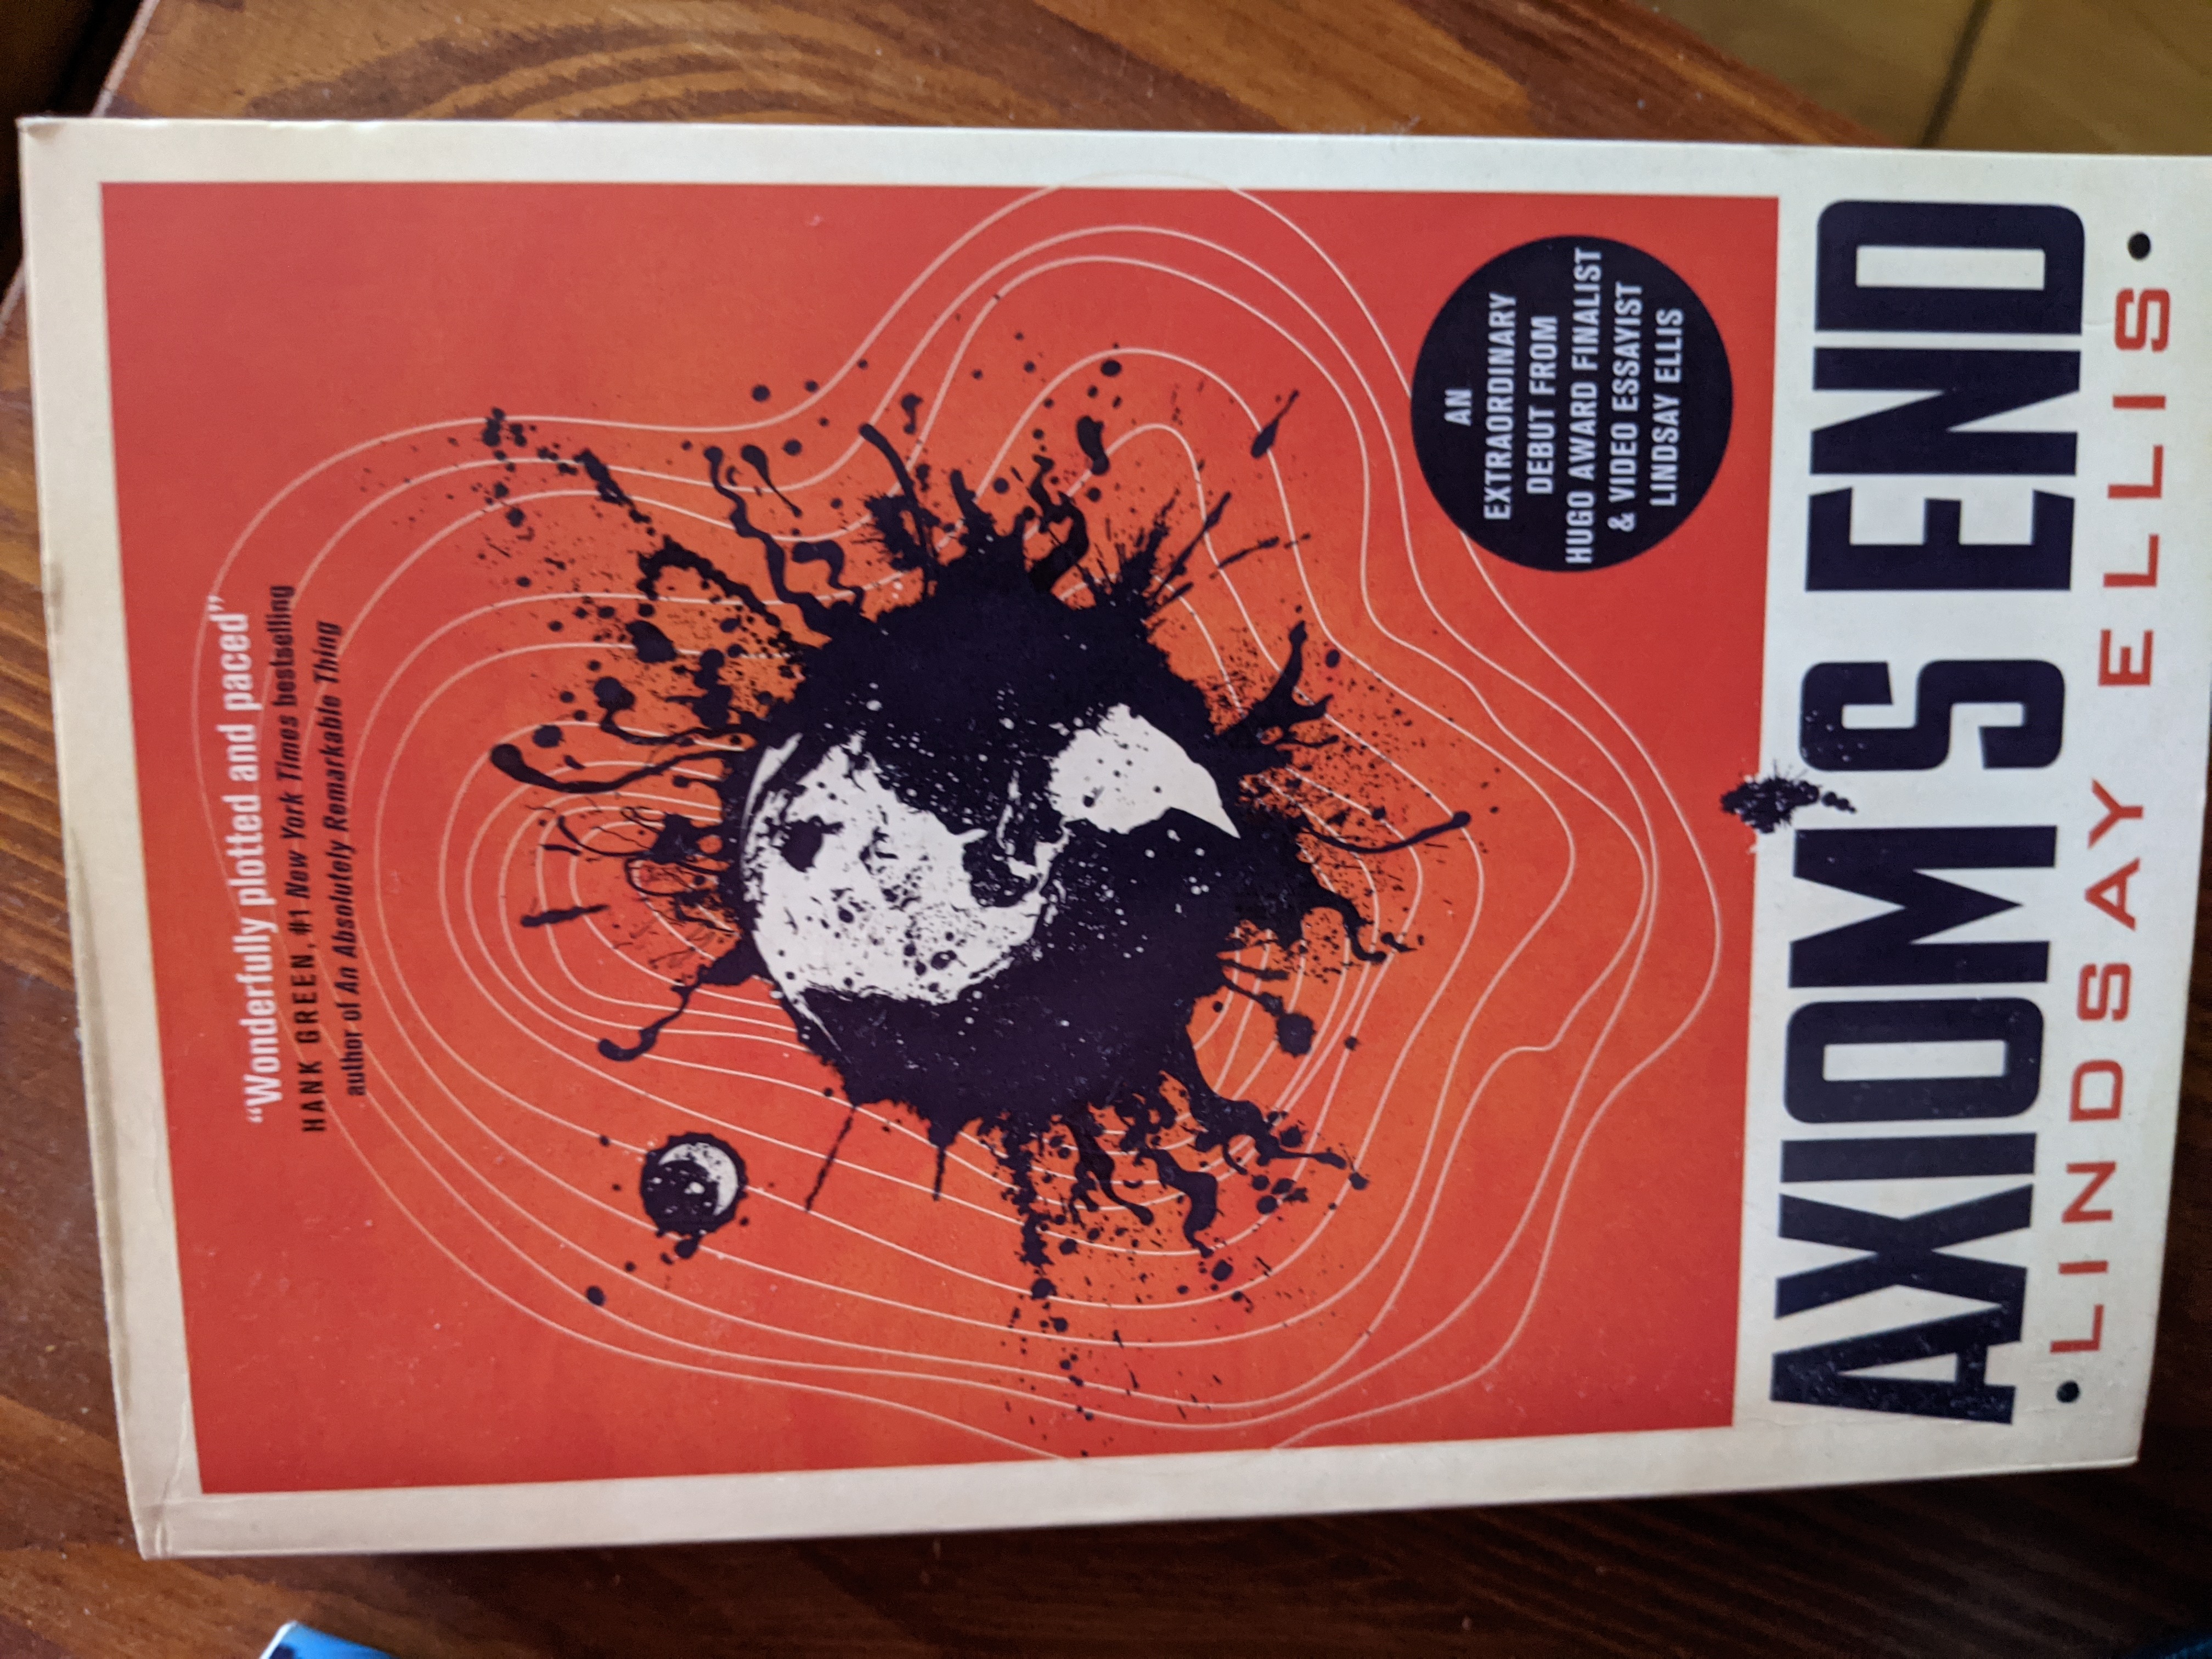 “Wonderfully plotted and paced”
HANK GREEN, #1 New York Times bestselling
author of An Absolutely Remarkable Thing
AN
EXTRAORDINARY
DEBUT FROM
HUGO AWARD FINALIST
& VIDEO ESSAYIST
LINDSAY ELLIS
AXIOM'S END
•LINDSAY ELLIS•